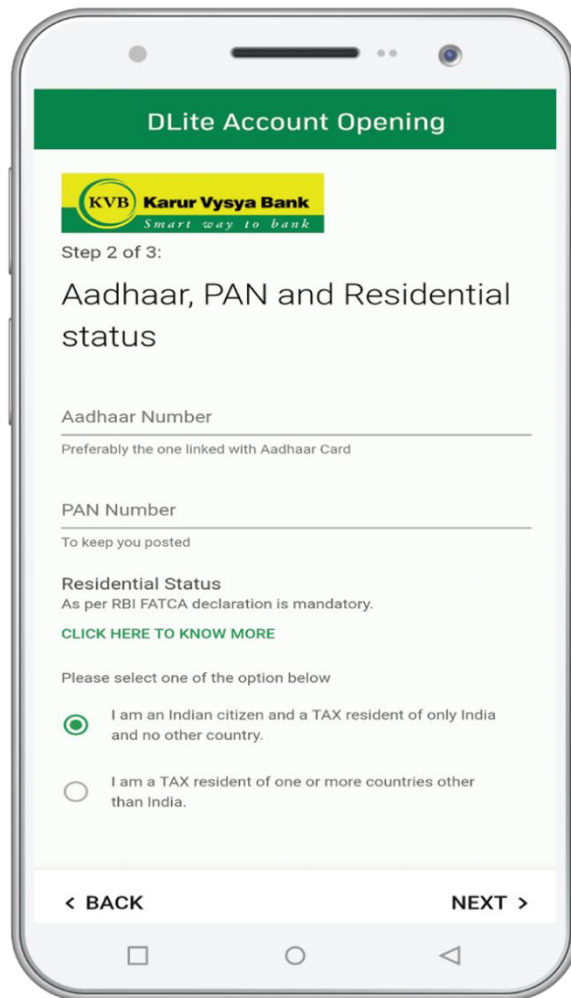 DLite Account Opening
KVB Karur Vysya Bank
Smart way to bank
Step 2 of 3:
Aadhaar, PAN and Residential
status
Aadhaar Number
Preferably the one linked with Aadhaar Card
PAN Number
To keep you posted
Residential Status
As per RBI FATCA declaration is mandatory.
CLICK HERE TO KNOW MORE
Please select one of the option below
I am an Indian citizen and a TAX resident of only India
and no other country.
I am a TAX resident of one or more countries other
than India.
< BACK NEXT >